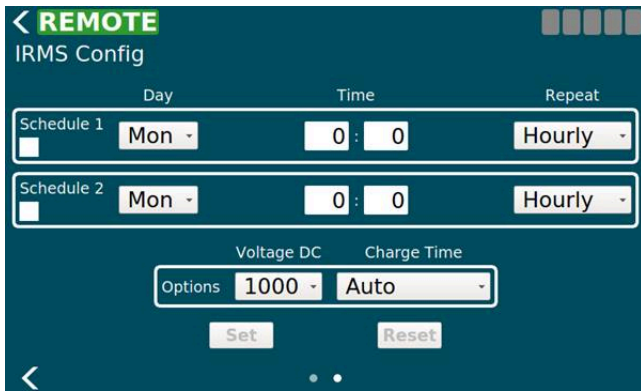 REMOTE
IRMS Config
Day Time Repeat
Schedule 1
Mon 0 : 0 Hourly
Schedule 2
Mon 0 : 0 Hourly
Voltage DC Charge Time
Options 1000 Auto
Set Reset